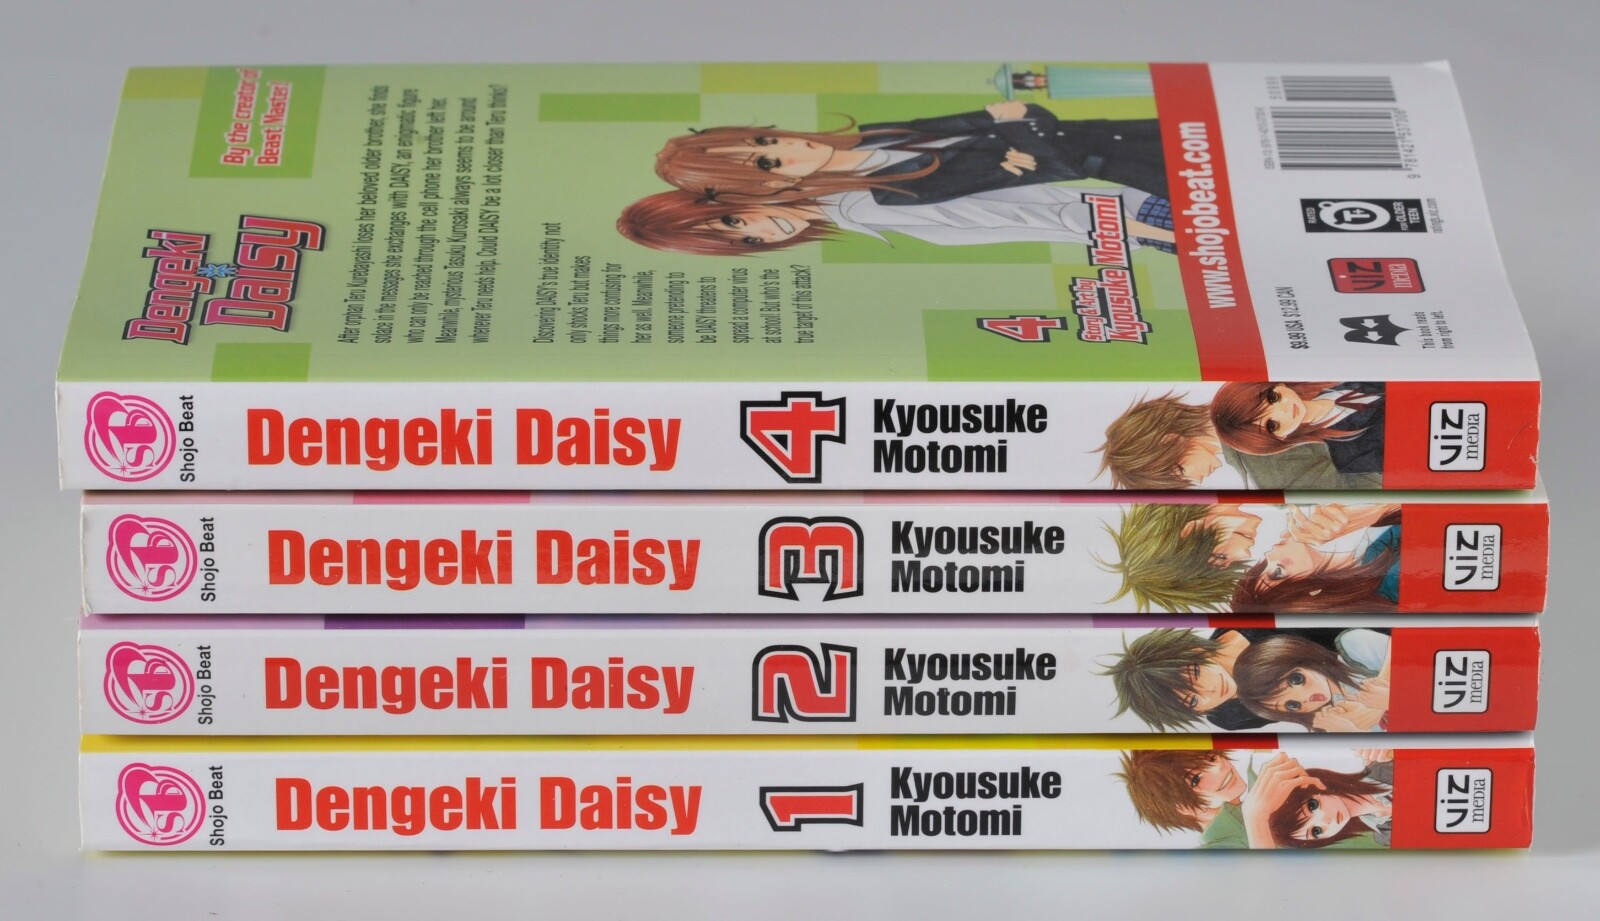 By the creator of
Beast Master!
Dengeki
Daisy
After orphan Teru Kurebayashi loses her beloved older brother, she finds
solace in the messages she exchanges with DAISY, an enigmatic figure
who can only be reached through the cell phone her brother left her.
Meanwhile, mysterious Tasuku Kurosaki always seems to be around
whenever Teru needs help. Could DAISY be a lot closer than Teru thinks?
Discovering DAISY's true identity not
only shocks Teru but makes
things more confusing for
her as well. Meanwhile,
someone pretending to
be DAISY threatens to
spread a computer virus
at school! But who's the
true target of this attack?
4
Story & Art by
Kyousuke Motomi
www.shojobeat.com
50999
9 781421 537306
RATED
T+
FOR OLDER
TEEN
ratings.viz.com
VIZ
media
$9.99 USA $12.99 CAN
This book reads
from right to left.
SB
Shojo Beat
Dengeki Daisy
4
Kyousuke
Motomi
VIZ
media
SB
Shojo Beat
Dengeki Daisy
3
Kyousuke
Motomi
VIZ
media
SB
Shojo Beat
Dengeki Daisy
2
Kyousuke
Motomi
VIZ
media
SB
Shojo Beat
Dengeki Daisy
1
Kyousuke
Motomi
VIZ
media